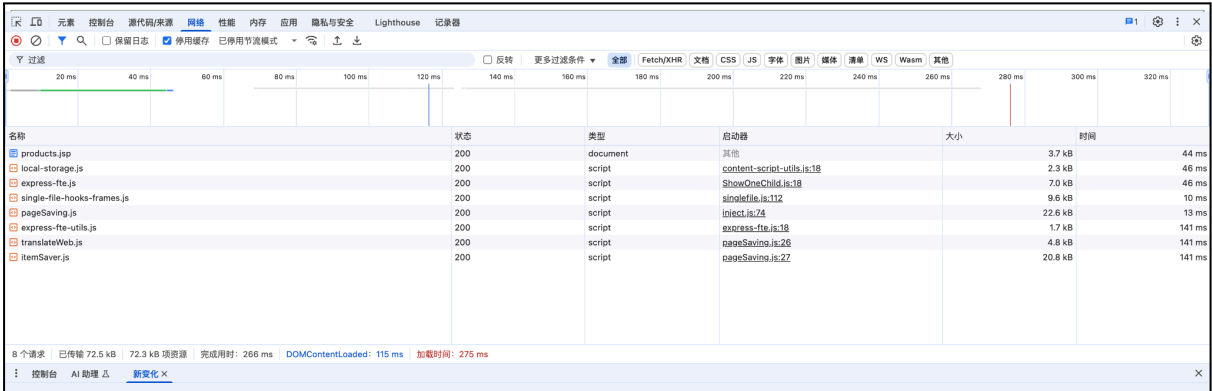 元素 控制台 源代码/来源 网络 性能 内存 应用 隐私与安全 Lighthouse 记录器 1
保留日志 停用缓存 已停用节流模式
过滤 反转 更多过滤条件 全部 Fetch/XHR 文档 CSS JS 字体 图片 媒体 清单 WS Wasm 其他
20 ms 40 ms 60 ms 80 ms 100 ms 120 ms 140 ms 160 ms 180 ms 200 ms 220 ms 240 ms 260 ms 280 ms 300 ms 320 ms
名称 状态 类型 启动器 大小 时间
products.jsp 200 document 其他 3.7 kB 44 ms
local-storage.js 200 script content-script-utils.js:18 2.3 kB 46 ms
express-fte.js 200 script ShowOneChild.js:18 7.0 kB 46 ms
single-file-hooks-frames.js 200 script singlefile.js:112 9.6 kB 10 ms
pageSaving.js 200 script inject.js:74 22.6 kB 13 ms
express-fte-utils.js 200 script express-fte.js:18 1.7 kB 141 ms
translateWeb.js 200 script pageSaving.js:26 4.8 kB 141 ms
itemSaver.js 200 script pageSaving.js:27 20.8 kB 141 ms
8 个请求 已传输 72.5 kB 72.3 kB 项资源 完成用时：266 ms DOMContentLoaded：115 ms 加载时间：275 ms
控制台 AI 助理 新变化